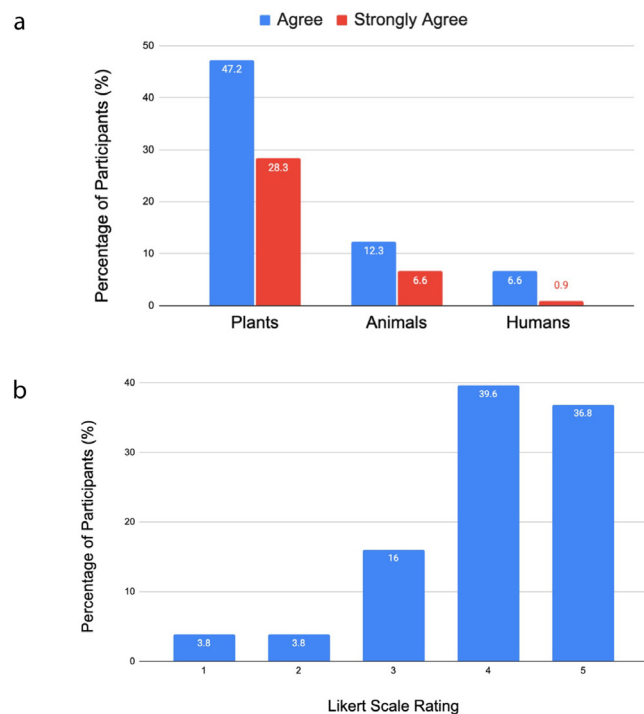 a
Agree Strongly Agree
Percentage of Participants (%)
50
40
30
20
10
0
47.2
28.3
12.3
6.6
6.6
0.9
Plants Animals Humans
b
Percentage of Participants (%)
40
30
20
10
0
3.8
3.8
16
39.6
36.8
1 2 3 4 5
Likert Scale Rating